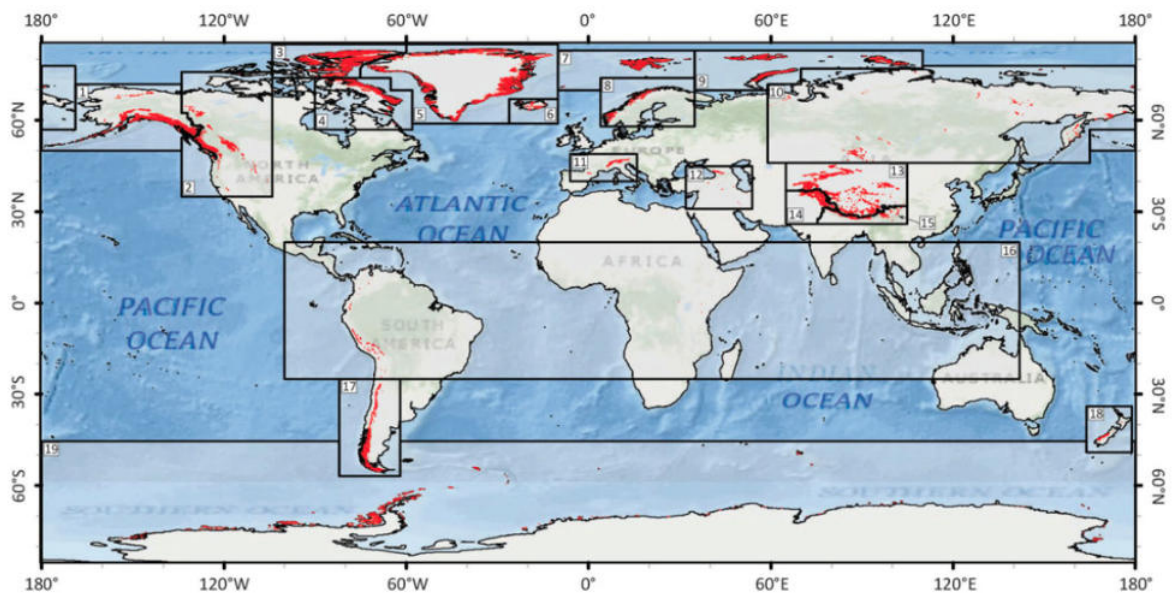 180° 120°W 60°W 0° 60°E 120°E 180°
3
7
1
8
9
5
6
10
4
60°N
60°N
EUROPE
NORTH
AMERICA
11
12
ASIA
13
2
14
15
30°N
30°S
ATLANTIC
OCEAN
PACIFIC
OCEAN
16
AFRICA
0°
0°
PACIFIC
OCEAN
SOUTH
AMERICA
17
INDIAN
OCEAN
AUSTRALIA
30°S
30°N
18
19
60°S
60°N
SOUTHERN OCEAN
SOUTHERN OCEAN
180° 120°W 60°W 0° 60°E 120°E 180°